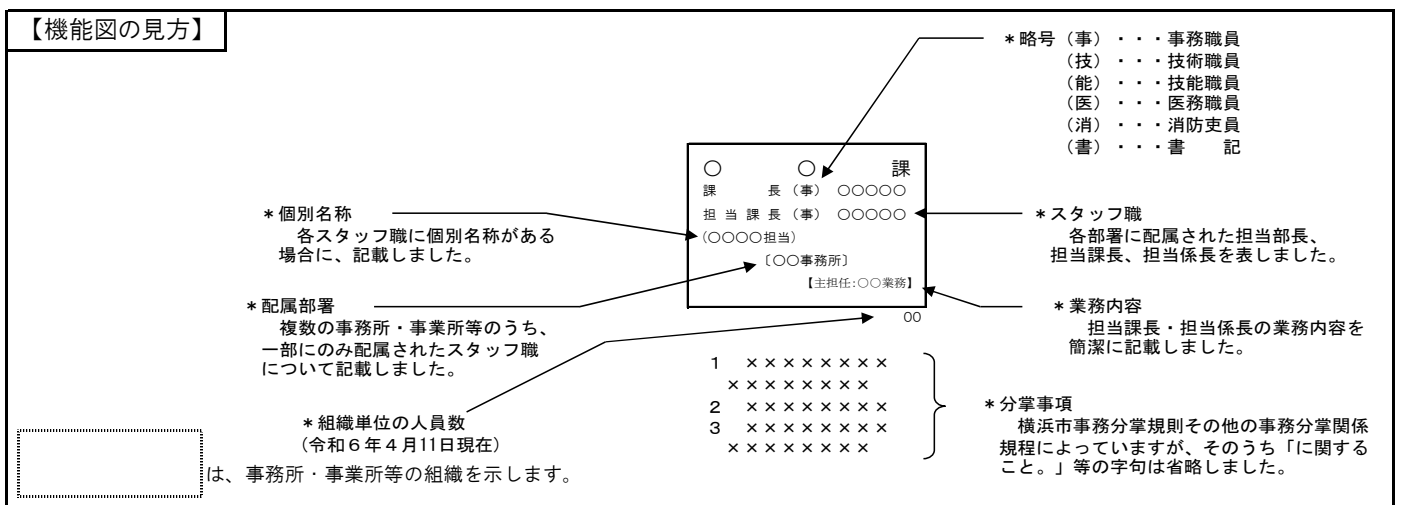 【機能図の見方】
＊略号（事）・・・事務職員
（技）・・・技術職員
（能）・・・技能職員
（医）・・・医務職員
（消）・・・消防吏員
（書）・・・書　　記
○　　　○　　　課
課　　　長（事）　○○○○○
担 当 課 長（事）　○○○○○
(○○○○担当)
〔○○事務所〕
【主担任:○○業務】
00
＊個別名称
各スタッフ職に個別名称がある
場合に、記載しました。
＊スタッフ職
各部署に配属された担当部長、
担当課長、担当係長を表しました。
＊配属部署
複数の事務所・事業所等のうち、
一部にのみ配属されたスタッフ職
について記載しました。
＊業務内容
担当課長・担当係長の業務内容を
簡潔に記載しました。
１　××××××××
××××××××
２　××××××××
３　××××××××
××××××××
＊組織単位の人員数
（令和６年４月11日現在）
＊分掌事項
横浜市事務分掌規則その他の事務分掌関係
規程によっていますが、そのうち「に関する
こと。」等の字句は省略しました。
は、事務所・事業所等の組織を示します。